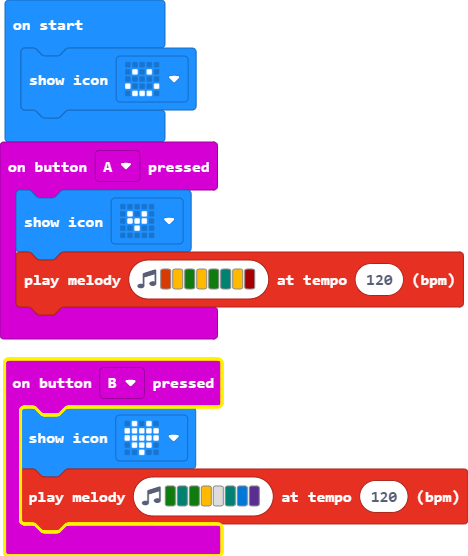 on start
show icon
on button A pressed
show icon
play melody at tempo 120 (bpm)
on button B pressed
show icon
play melody at tempo 120 (bpm)